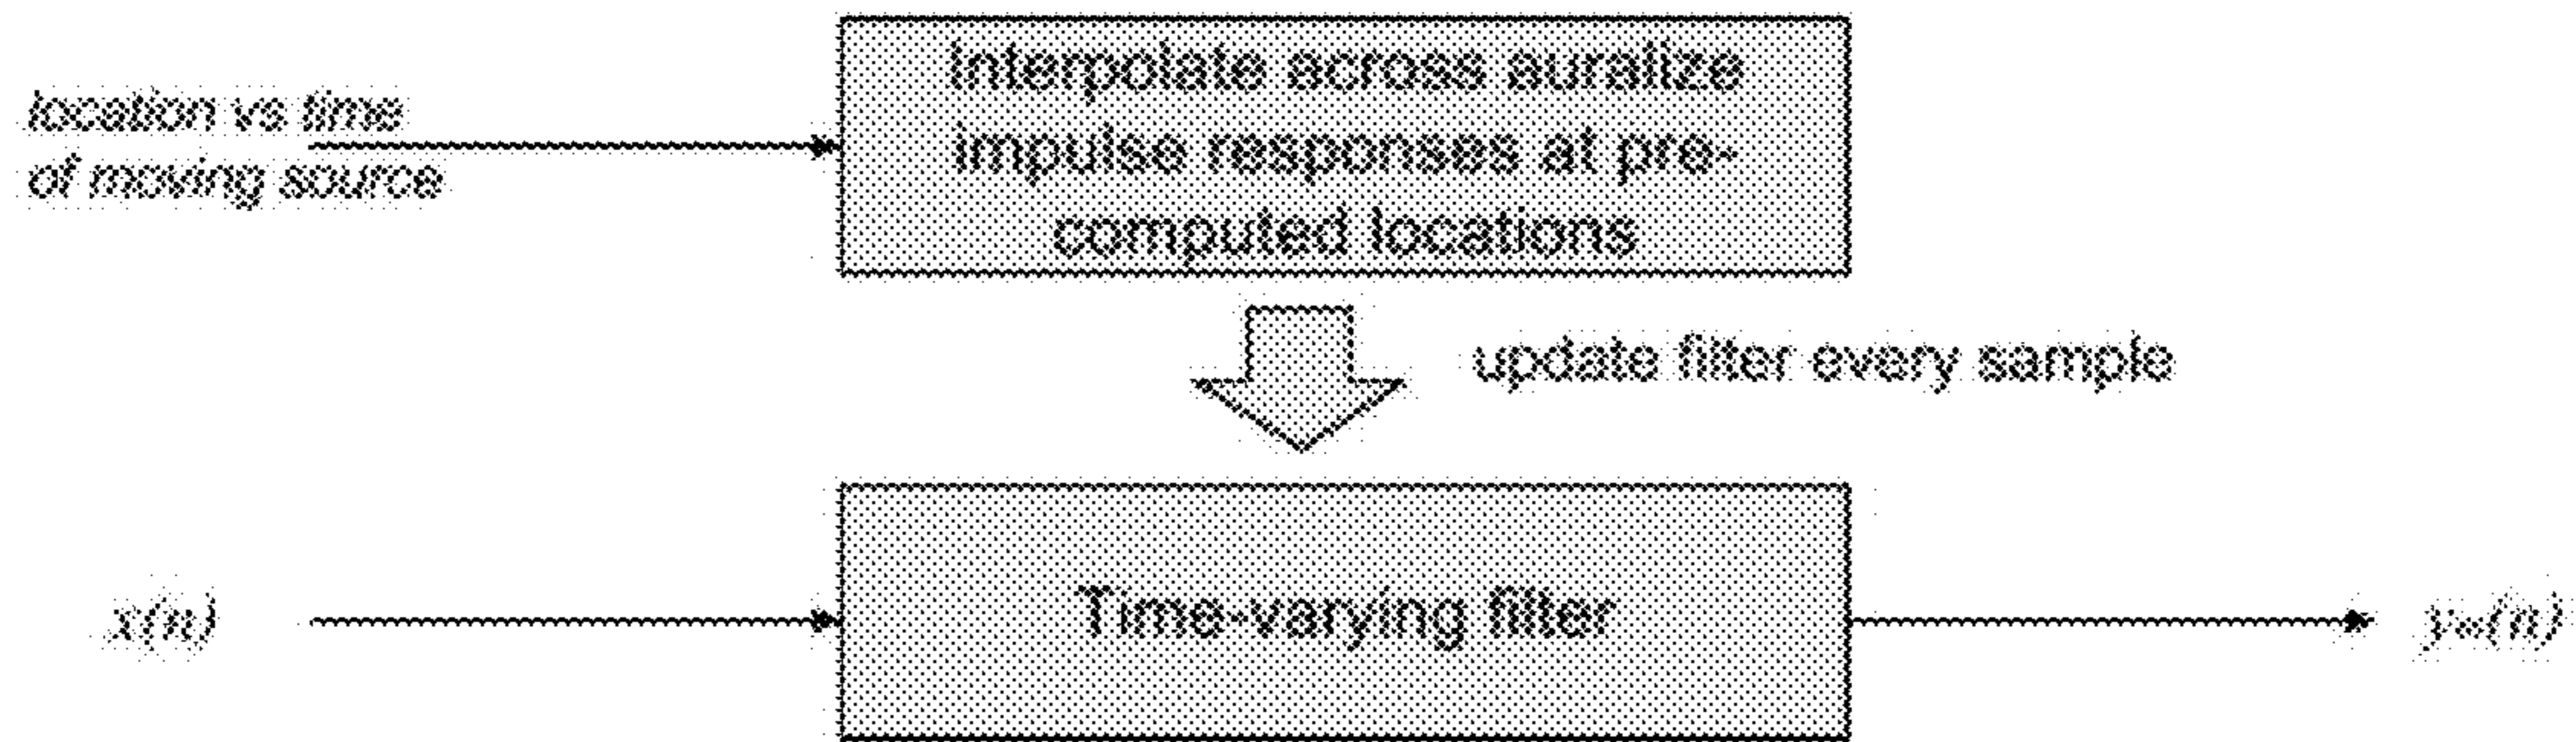 location vs time
of moving source
Interpolate across auralize
impulse responses at pre-
computed locations
update filter every sample
x(n)
Time-varying filter